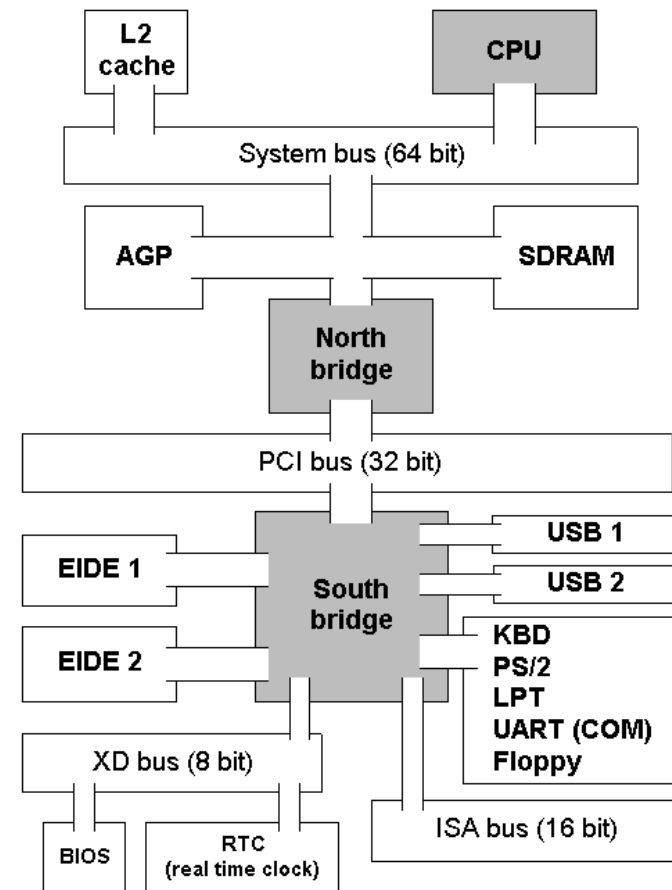 L2
cache
CPU
System bus (64 bit)
AGP
SDRAM
North
bridge
PCI bus (32 bit)
EIDE 1
EIDE 2
South
bridge
USB 1
USB 2
KBD
PS/2
LPT
UART (COM)
Floppy
XD bus (8 bit)
ISA bus (16 bit)
BIOS
RTC
(real time clock)